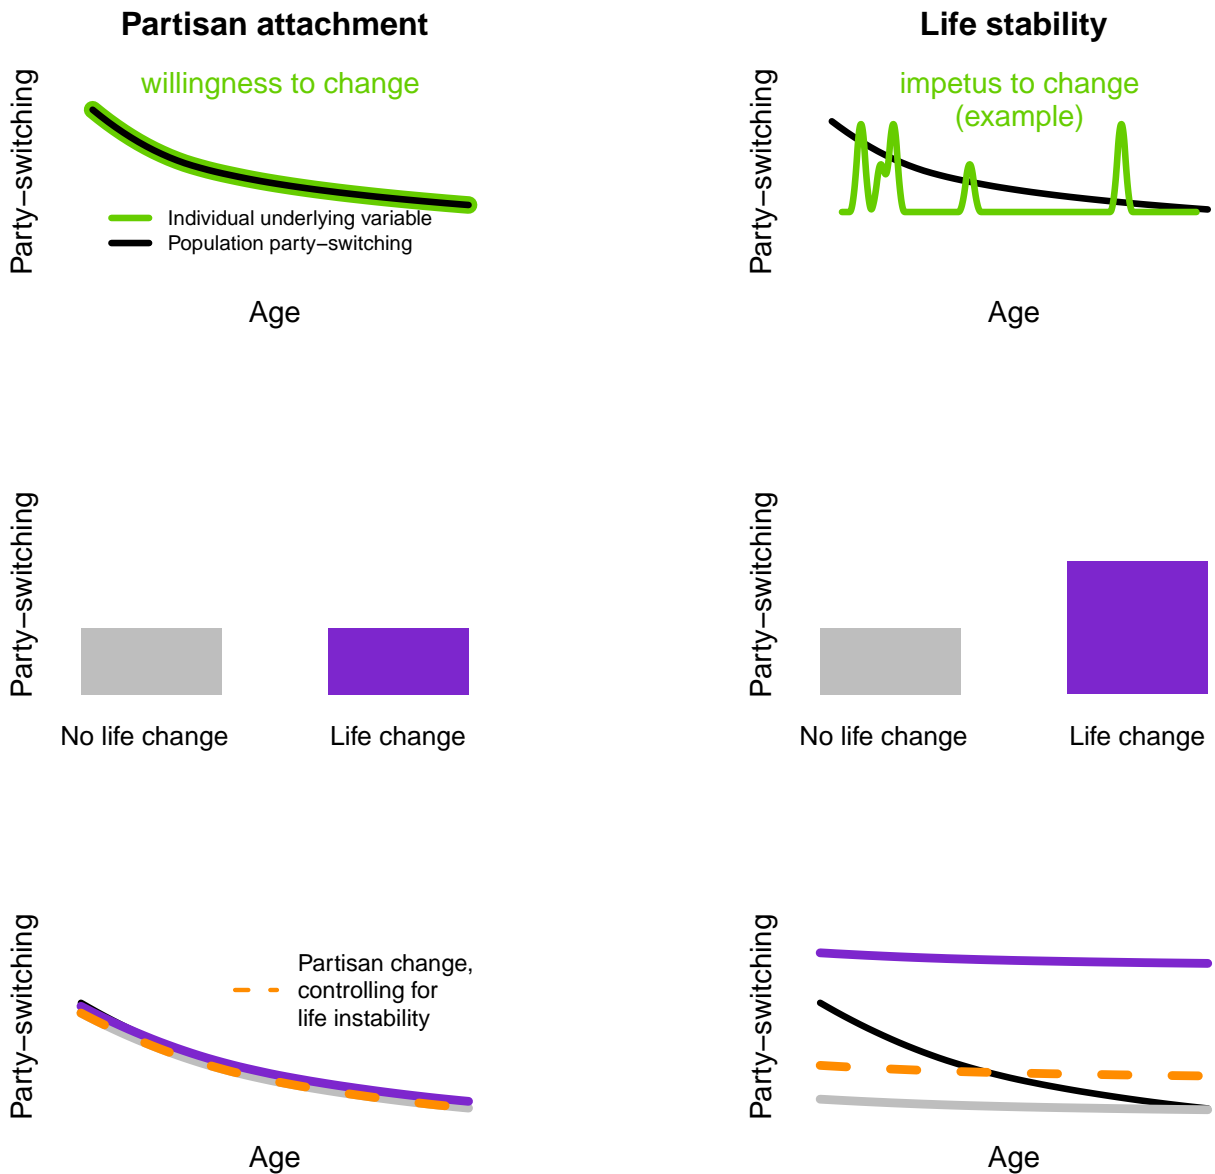 Partisan attachment
Life stability
willingness to change
impetus to change
(example)
Party−switching
Individual underlying variable
Population party−switching
Age
Party−switching
Age
Party−switching
No life change
Life change
Party−switching
No life change
Life change
Party−switching
Partisan change,
controlling for
life instability
Age
Party−switching
Age